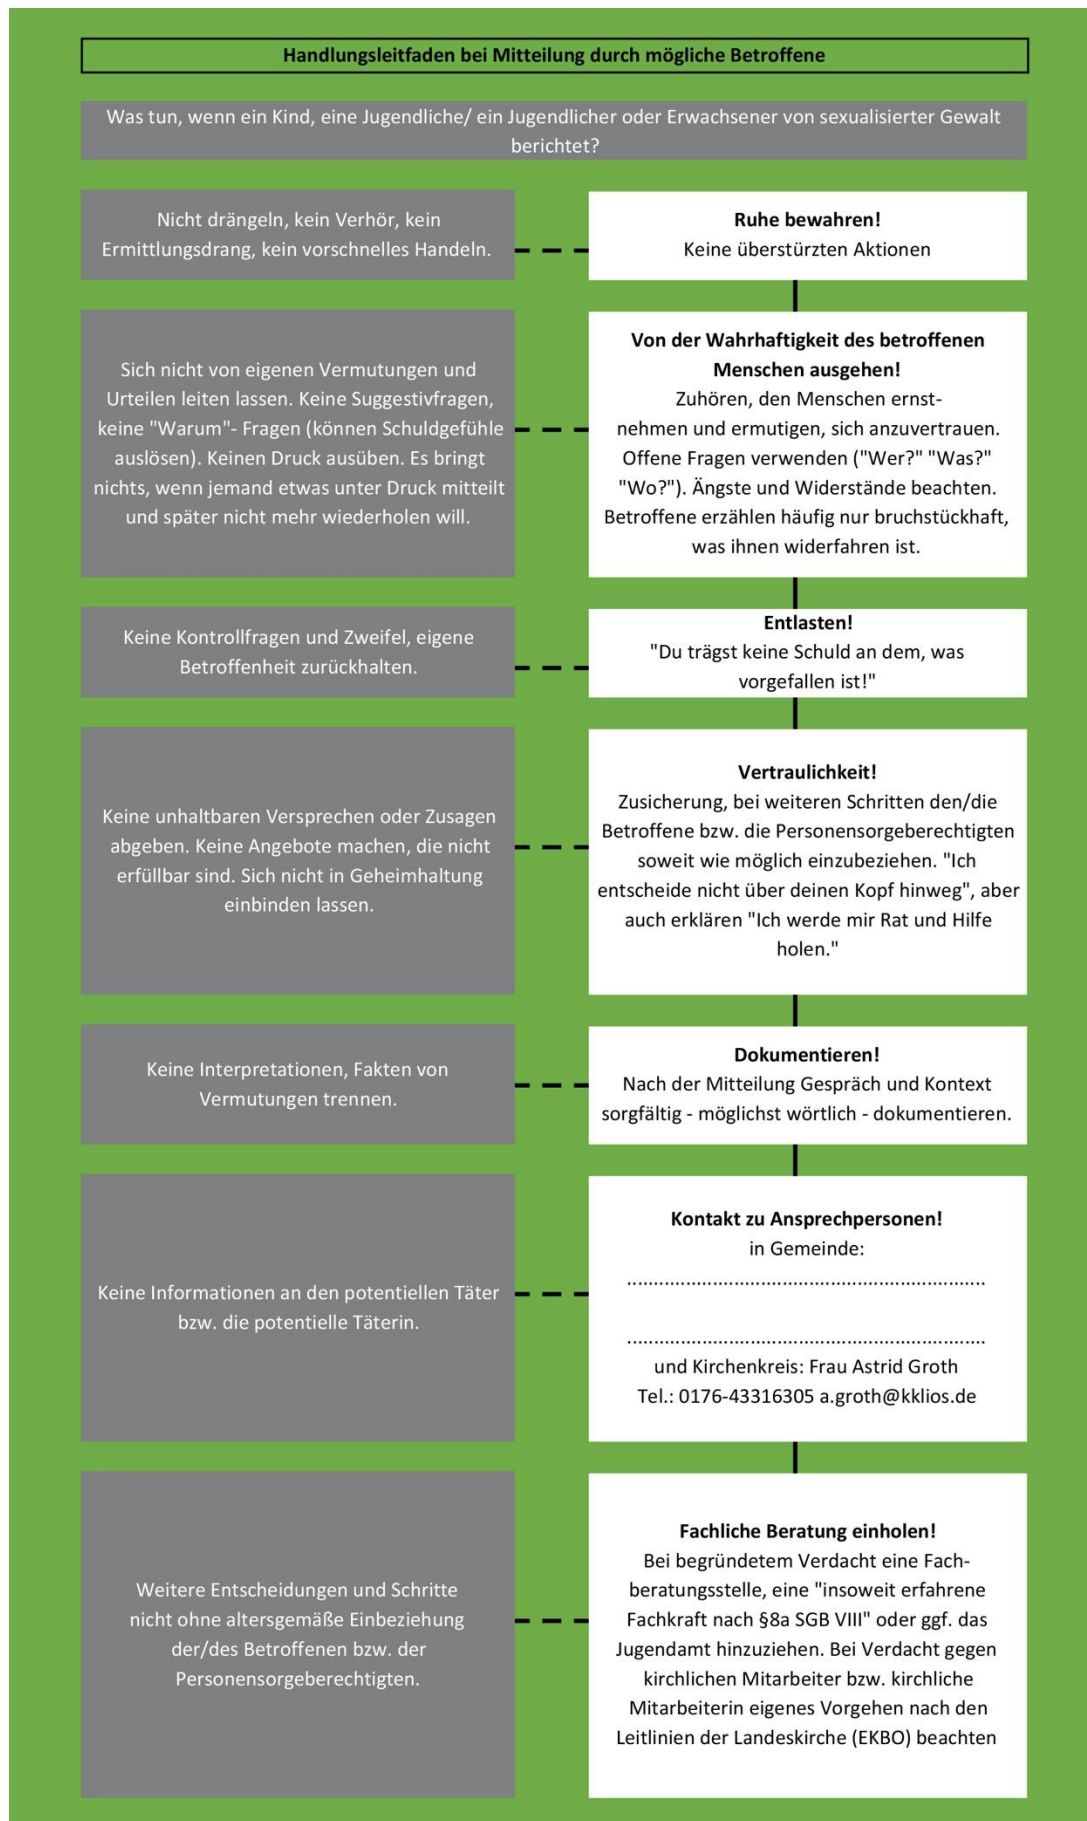 Handlungsleitfaden bei Mitteilung durch mögliche Betroffene
Was tun, wenn ein Kind, eine Jugendliche/ ein Jugendlicher oder Erwachsener von sexualisierter Gewalt
berichtet?
Nicht drängeln, kein Verhör, kein
Ermittlungsdrang, kein vorschnelles Handeln.
Ruhe bewahren!
Keine überstürzten Aktionen
Sich nicht von eigenen Vermutungen und
Urteilen leiten lassen. Keine Suggestivfragen,
keine "Warum"- Fragen (können Schuldgefühle
auslösen). Keinen Druck ausüben. Es bringt
nichts, wenn jemand etwas unter Druck mitteilt
und später nicht mehr wiederholen will.
Von der Wahrhaftigkeit des betroffenen
Menschen ausgehen!
Zuhören, den Menschen ernst-
nehmen und ermutigen, sich anzuvertrauen.
Offene Fragen verwenden ("Wer?" "Was?"
"Wo?"). Ängste und Widerstände beachten.
Betroffene erzählen häufig nur bruchstückhaft,
was ihnen widerfahren ist.
Keine Kontrollfragen und Zweifel, eigene
Betroffenheit zurückhalten.
Entlasten!
"Du trägst keine Schuld an dem, was
vorgefallen ist!"
Keine unhaltbaren Versprechen oder Zusagen
abgeben. Keine Angebote machen, die nicht
erfüllbar sind. Sich nicht in Geheimhaltung
einbinden lassen.
Vertraulichkeit!
Zusicherung, bei weiteren Schritten den/die
Betroffene bzw. die Personensorgeberechtigten
soweit wie möglich einzubeziehen. "Ich
entscheide nicht über deinen Kopf hinweg", aber
auch erklären "Ich werde mir Rat und Hilfe
holen."
Keine Interpretationen, Fakten von
Vermutungen trennen.
Dokumentieren!
Nach der Mitteilung Gespräch und Kontext
sorgfältig - möglichst wörtlich - dokumentieren.
Keine Informationen an den potentiellen Täter
bzw. die potentielle Täterin.
Kontakt zu Ansprechpersonen!
in Gemeinde:
...................................................................
...................................................................
und Kirchenkreis: Frau Astrid Groth
Tel.: 0176-43316305 a.groth@kklios.de
Weitere Entscheidungen und Schritte
nicht ohne altersgemäße Einbeziehung
der/des Betroffenen bzw. der
Personensorgeberechtigten.
Fachliche Beratung einholen!
Bei begründetem Verdacht eine Fach-
beratungsstelle, eine "insoweit erfahrene
Fachkraft nach §8a SGB VIII" oder ggf. das
Jugendamt hinzuziehen. Bei Verdacht gegen
kirchlichen Mitarbeiter bzw. kirchliche
Mitarbeiterin eigenes Vorgehen nach den
Leitlinien der Landeskirche (EKBO) beachten